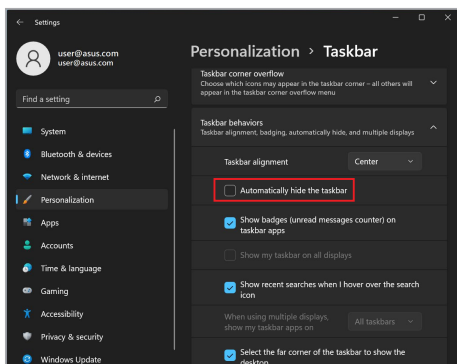 Settings
user@asus.com
user@asus.com
Find a setting
System
Bluetooth & devices
Network & internet
Personalization
Apps
Accounts
Time & language
Gaming
Accessibility
Privacy & security
Windows Update
Personalization > Taskbar
Taskbar corner overflow
Choose which icons may appear in the taskbar corner – all others will
appear in the taskbar corner overflow menu
Taskbar behaviors
Taskbar alignment, badging, automatically hide, and multiple displays
Taskbar alignment Center
Automatically hide the taskbar
Show badges (unread messages counter) on
taskbar apps
Show my taskbar on all displays
Show recent searches when I hover over the search
icon
When using multiple displays,
show my taskbar apps on All taskbars
Select the far corner of the taskbar to show the
desktop